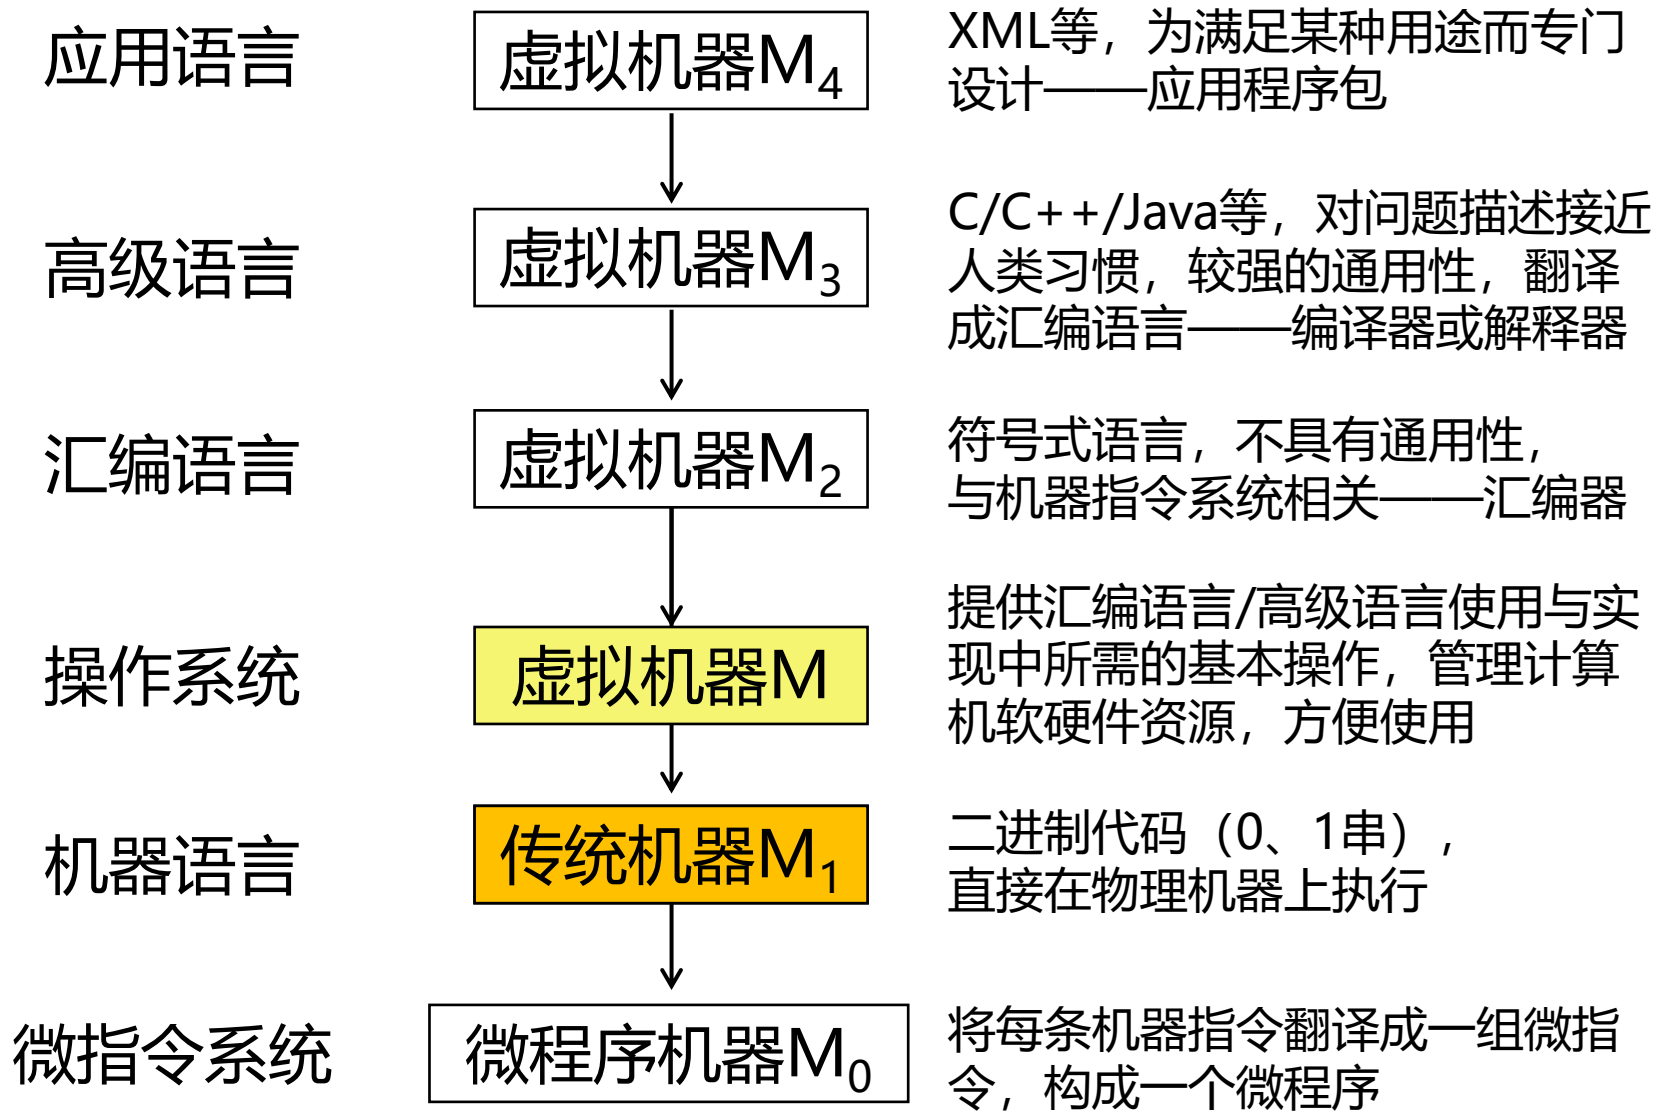 应用语言
虚拟机器M4
XML等，为满足某种用途而专门
设计——应用程序包
高级语言
虚拟机器M3
C/C++/Java等，对问题描述接近
人类习惯，较强的通用性，翻译
成汇编语言——编译器或解释器
汇编语言
虚拟机器M2
符号式语言，不具有通用性，
与机器指令系统相关——汇编器
操作系统
虚拟机器M
提供汇编语言/高级语言使用与实
现中所需的基本操作，管理计算
机软硬件资源，方便使用
机器语言
传统机器M1
二进制代码（0、1串），
直接在物理机器上执行
微指令系统
微程序机器M0
将每条机器指令翻译成一组微指
令，构成一个微程序